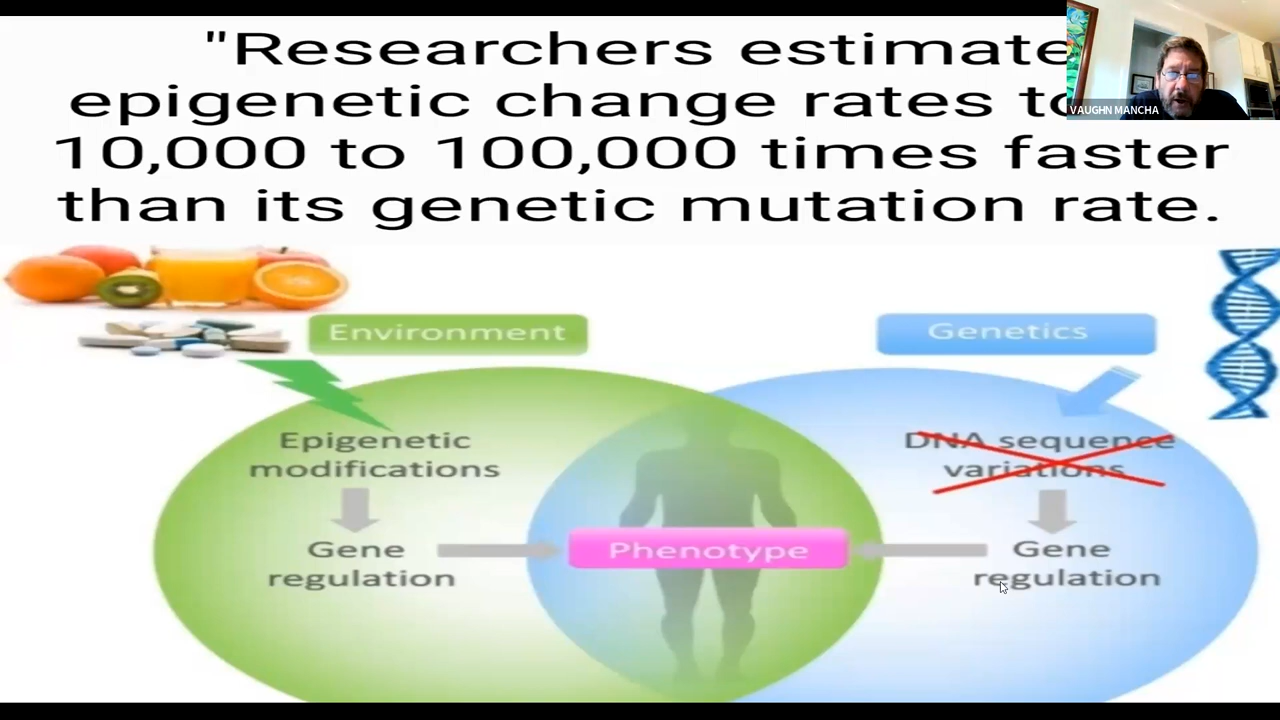 "Researchers estimate
epigenetic change rates to
10,000 to 100,000 times faster
than its genetic mutation rate.
VAUGHN MANCHA
Environment
Genetics
Epigenetic
modifications
DNA sequence
variations
Gene
regulation
Phenotype
Gene
regulation